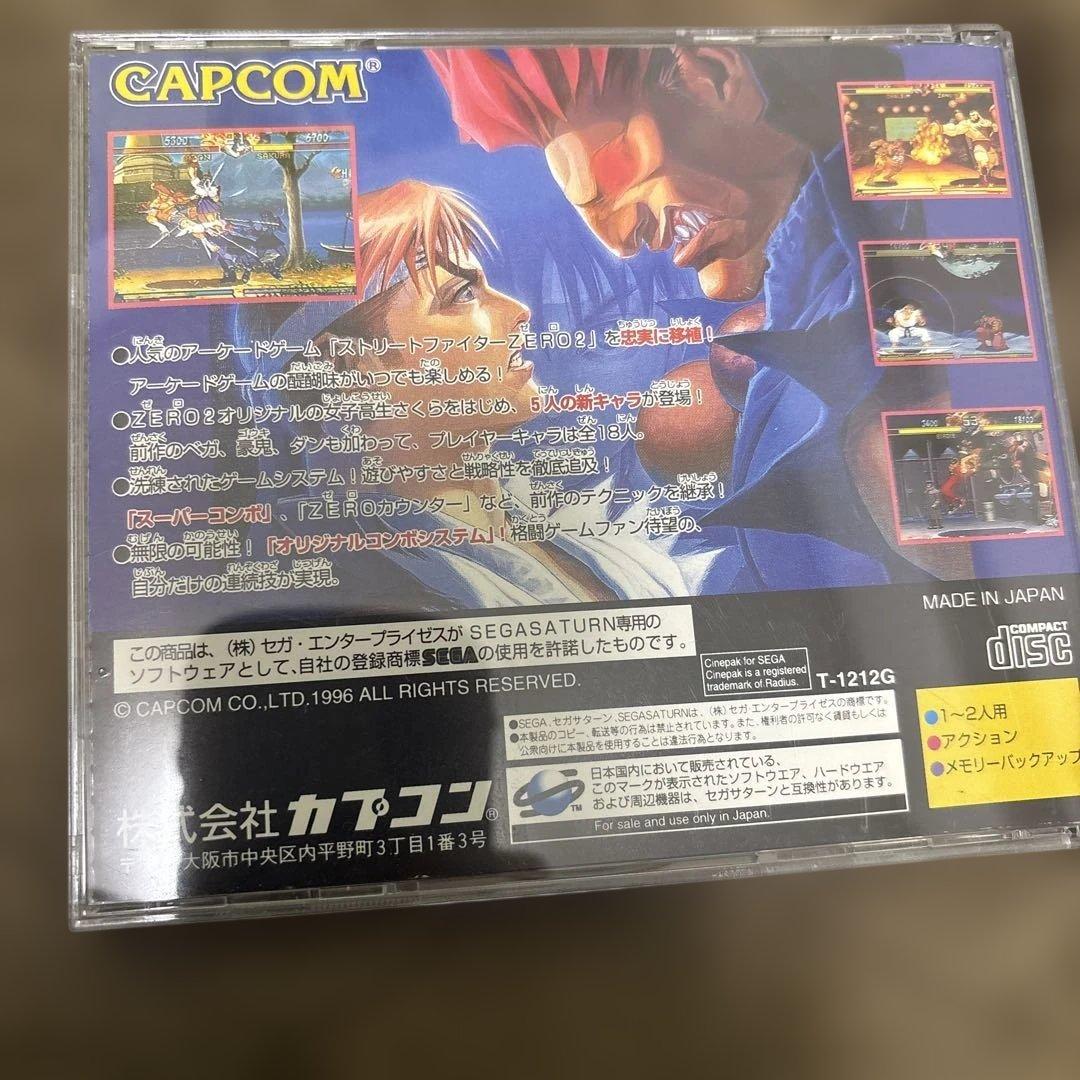 CAPCOM®
5300
6700
SAKURA
●人気のアーケードゲーム「ストリートファイターZERO2」を忠実に移植！
アーケードゲームの醍醐味がいつでも楽しめる！
●ZERO2オリジナルの女子高生さくらをはじめ、5人の新キャラが登場！
前作のベガ、豪鬼、ダンも加わって、プレイヤーキャラは全18人。
●洗練されたゲームシステム！遊びやすさと戦略性を徹底追及！
「スーパーコンボ」、「ZEROカウンター」など、前作のテクニックを継承！
●無限の可能性！「オリジナルコンボシステム」！格闘ゲームファン待望の、
自分だけの連続技が実現。
MADE IN JAPAN
COMPACT
disc
この商品は、(株)セガ・エンタープライゼスがSEGASATURN専用の
ソフトウェアとして、自社の登録商標SEGAの使用を許諾したものです。
© CAPCOM CO.,LTD.1996 ALL RIGHTS RESERVED.
Cinepak for SEGA
Cinepak is a registered
trademark of Radius.
T-1212G
●SEGA、セガサターン、SEGASATURNは、(株)セガ・エンタープライゼスの商標です。
●本製品のコピー、転送等の行為は禁止されています。また、権利者の許可なく賃貸もしくは
公衆向けに本製品を使用することは違法行為となります。
●1～2人用
●アクション
●メモリーバックアップ
日本国内において販売されている、
このマークが表示されたソフトウエア、ハードウエア
および周辺機器は、セガサターンと互換性があります。
For sale and use only in Japan.
TM
株式会社 カプコン®
大阪市中央区内平野町3丁目1番3号